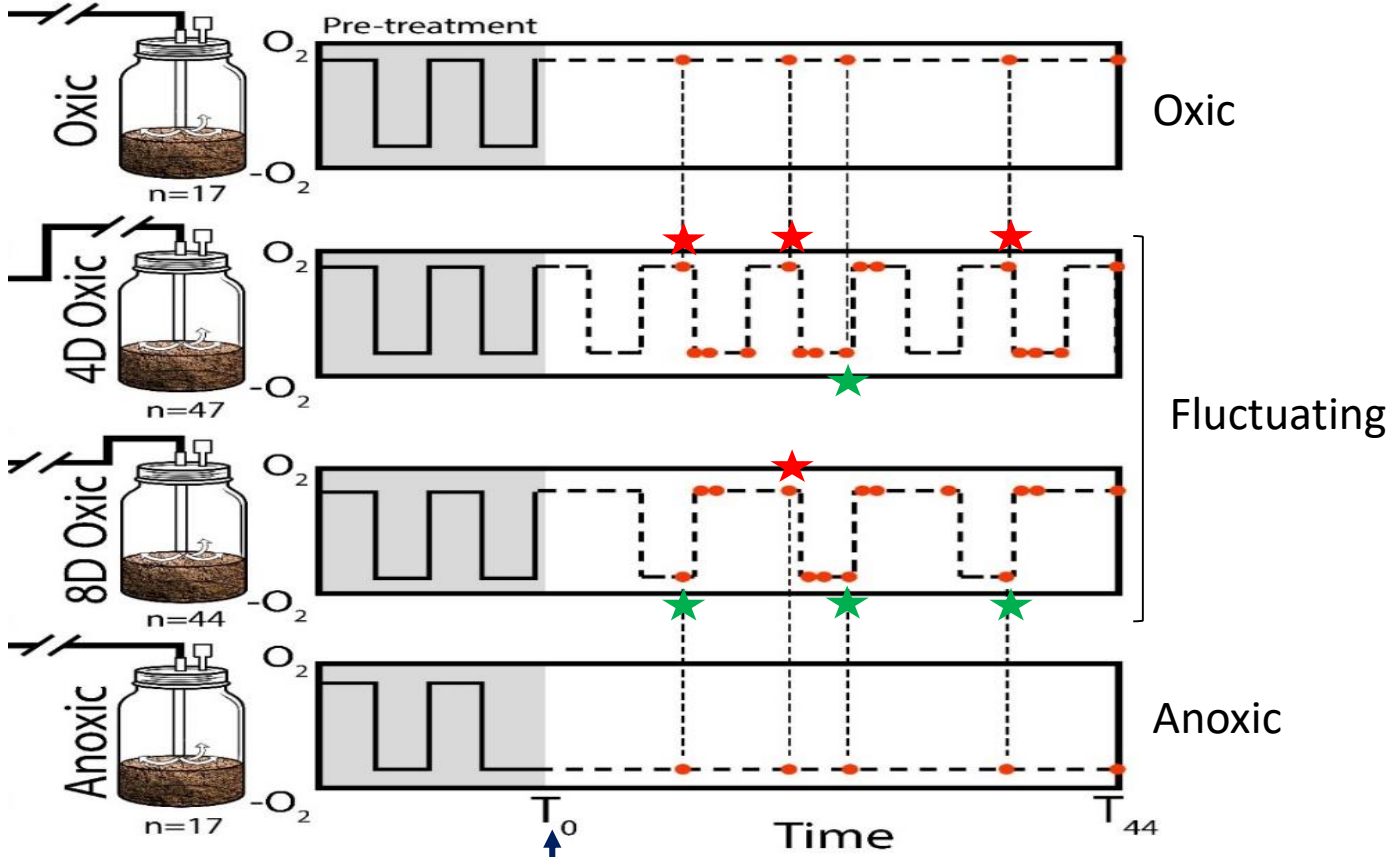 Pre-treatment
O2
Oxic
-O2
n=17
Oxic
O2
4D Oxic
-O2
n=47
Fluctuating
O2
8D Oxic
-O2
n=44
O2
Anoxic
-O2
n=17
Anoxic
T0
Time
T44